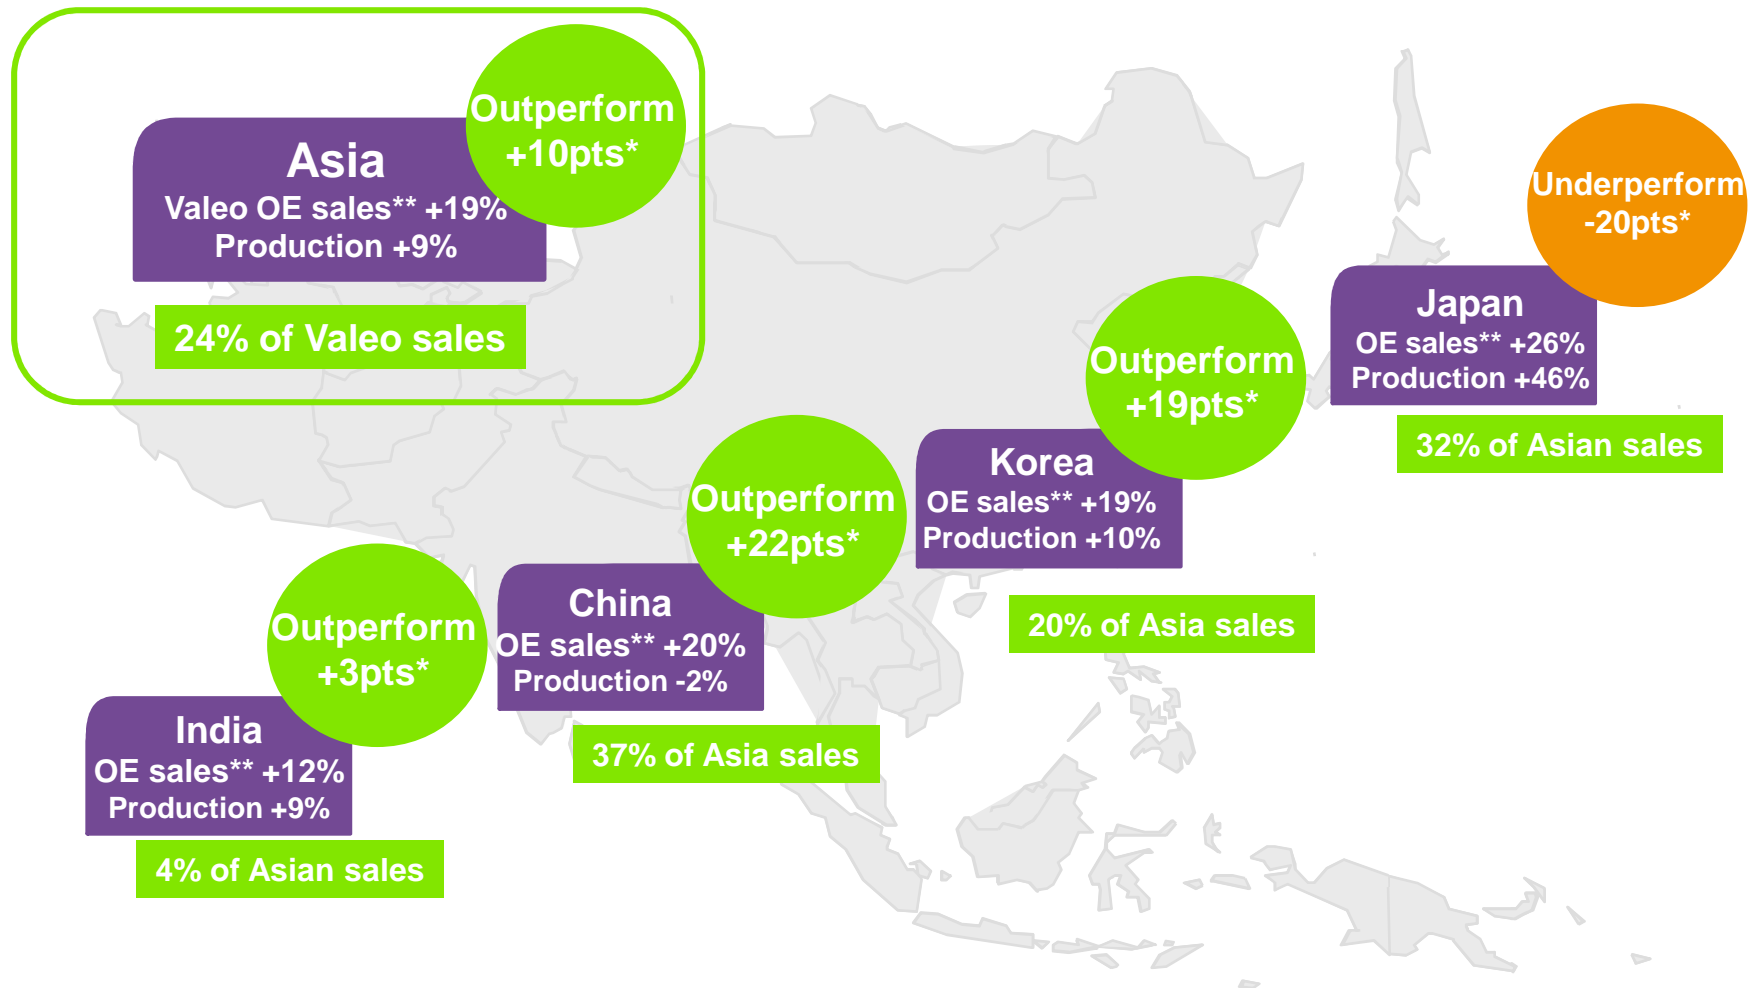 Outperform
+10pts*
Asia
Valeo OE sales** +19%
Production +9%
24% of Valeo sales
Underperform
-20pts*
Japan
OE sales** +26%
Production +46%
32% of Asian sales
Outperform
+19pts*
Korea
OE sales** +19%
Production +10%
20% of Asia sales
Outperform
+22pts*
China
OE sales** +20%
Production -2%
37% of Asia sales
Outperform
+3pts*
India
OE sales** +12%
Production +9%
4% of Asian sales